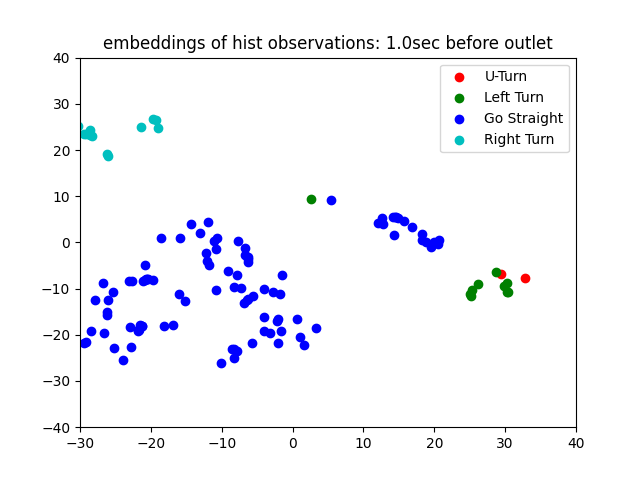 embeddings of hist observations: 1.0sec before outlet
U-Turn
Left Turn
Go Straight
Right Turn
40
30
20
10
0
−10
−20
−30
−40
−30 −20 −10 0 10 20 30 40